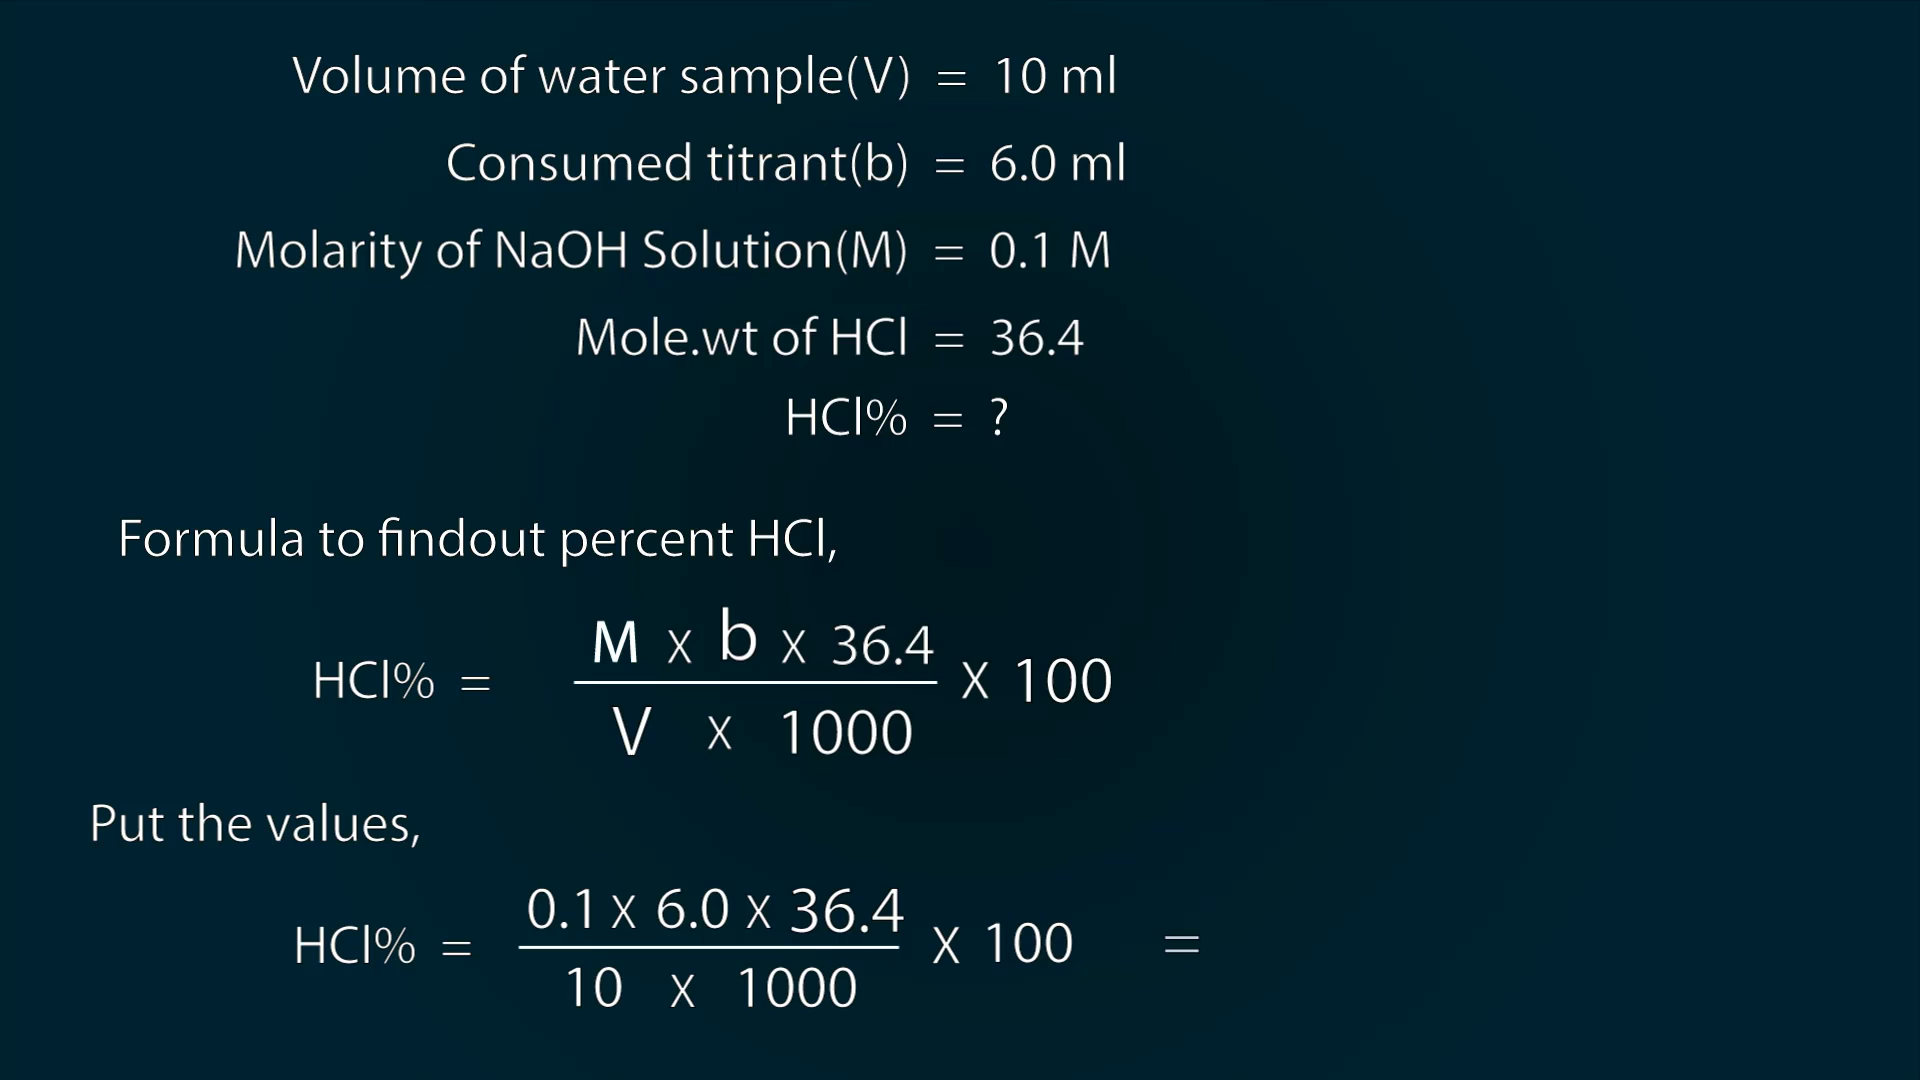 Volume of water sample(V) = 10 ml
Consumed titrant(b) = 6.0 ml
Molarity of NaOH Solution(M) = 0.1 M
Mole.wt of HCl = 36.4
HCl% = ?
Formula to findout percent HCl,
M x b x 36.4
HCl% = X 100
V x 1000
Put the values,
0.1 X 6.0 X 36.4
HCl% = X 100 =
10 x 1000